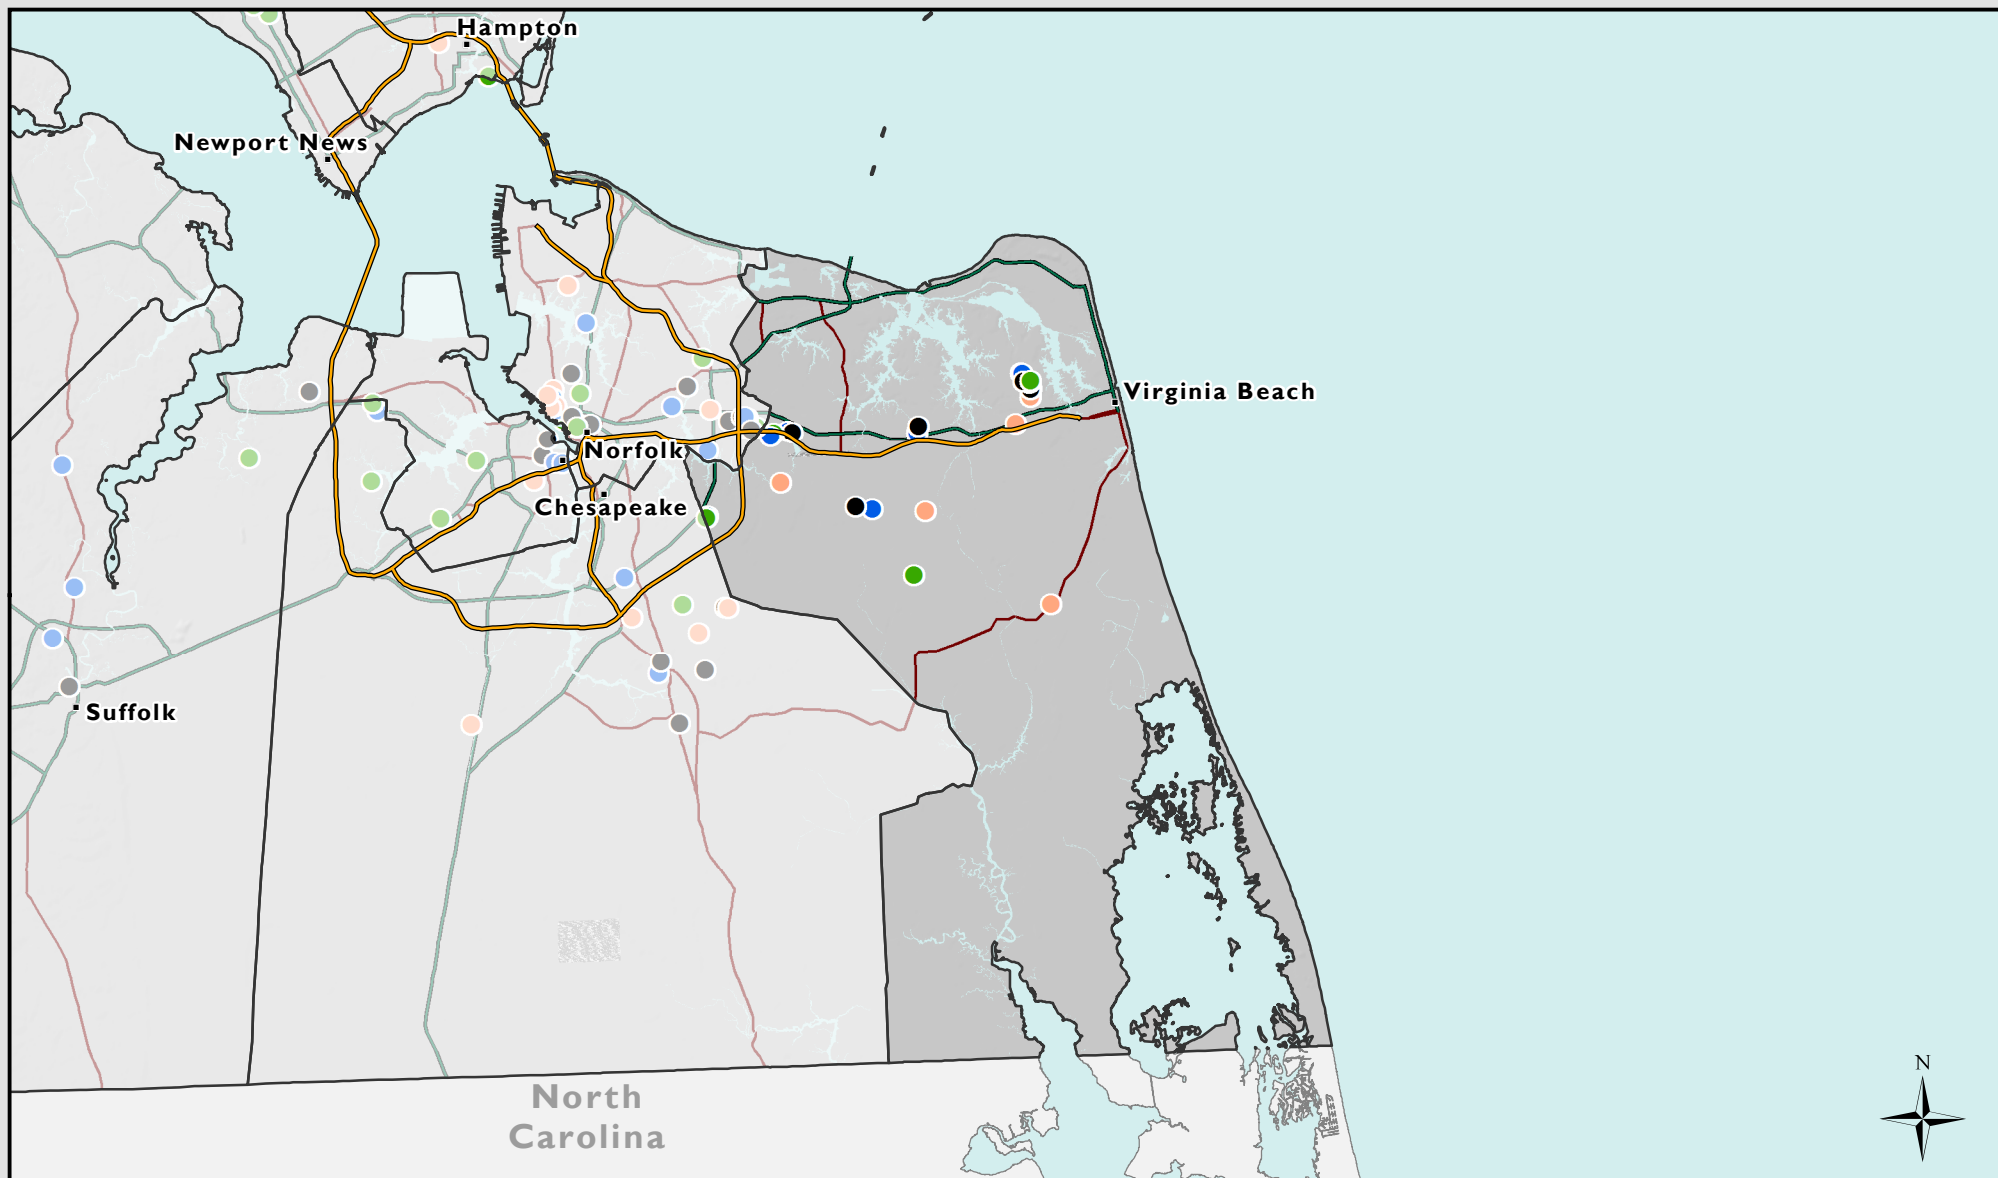 Hampton
Newport News
Virginia Beach
Norfolk
Chesapeake
Suffolk
North
Carolina
N